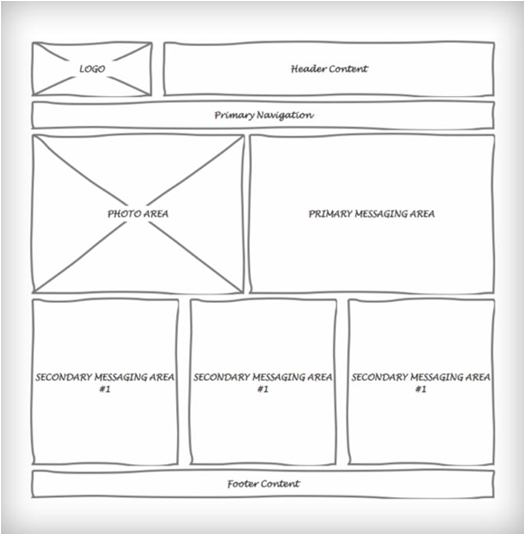 LOGO
Header Content
Primary Navigation
PHOTO AREA
PRIMARY MESSAGING AREA
SECONDARY MESSAGING AREA
#1
SECONDARY MESSAGING AREA
#1
SECONDARY MESSAGING AREA
#1
Footer Content